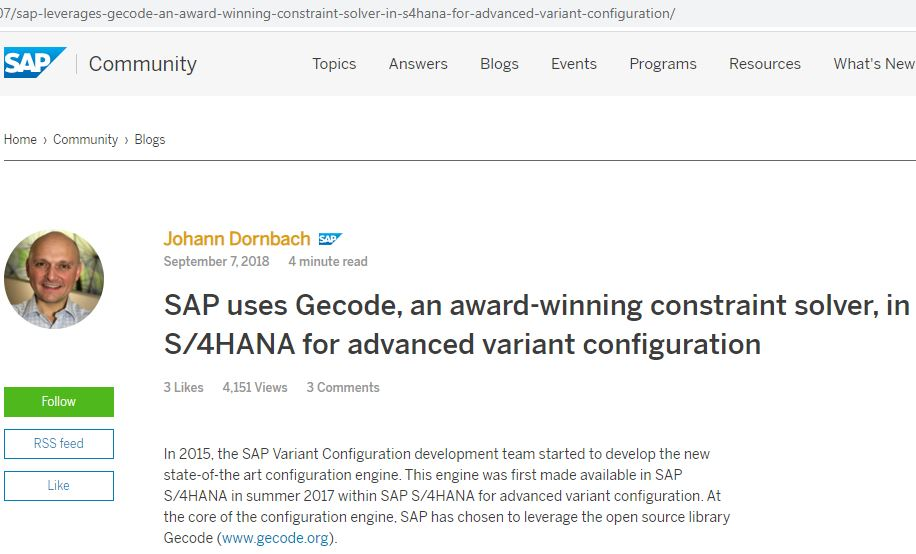 07/sap-leverages-gecode-an-award-winning-constraint-solver-in-s4hana-for-advanced-variant-configuration/
SAP Community Topics Answers Blogs Events Programs Resources What's New
Home › Community › Blogs
Johann Dornbach SAP
September 7, 2018 4 minute read
SAP uses Gecode, an award-winning constraint solver, in
S/4HANA for advanced variant configuration
3 Likes 4,151 Views 3 Comments
Follow
RSS feed
Like
In 2015, the SAP Variant Configuration development team started to develop the new
state-of-the art configuration engine. This engine was first made available in SAP
S/4HANA in summer 2017 within SAP S/4HANA for advanced variant configuration. At
the core of the configuration engine, SAP has chosen to leverage the open source library
Gecode (www.gecode.org).